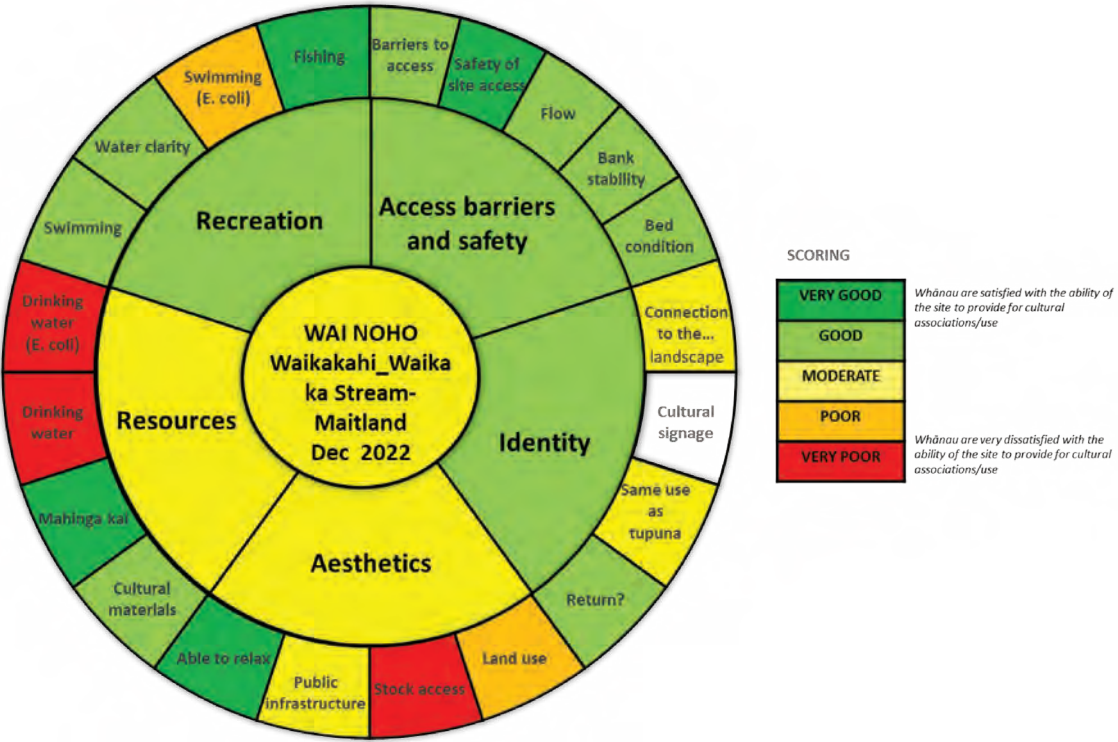 Fishing
Barriers to
access
Safety of
site access
Flow
Bank
stability
Bed
condition
Connection
to the...
landscape
Cultural
signage
Same use
as
tupuna
Return?
Land use
Stock access
Public
infrastructure
Able to relax
Cultural
materials
Mahinga kai
Drinking
water
Drinking
water
(E. coli)
Swimming
Water clarity
Swimming
(E. coli)
Recreation
Access barriers
and safety
Identity
Aesthetics
Resources
WAI NOHO
Waikakahi_Waika
ka Stream-
Maitland
Dec 2022
SCORING
VERY GOOD
GOOD
MODERATE
POOR
VERY POOR
Whānau are satisfied with the ability of
the site to provide for cultural
associations/use
Whānau are very dissatisfied with the
ability of the site to provide for cultural
associations/use